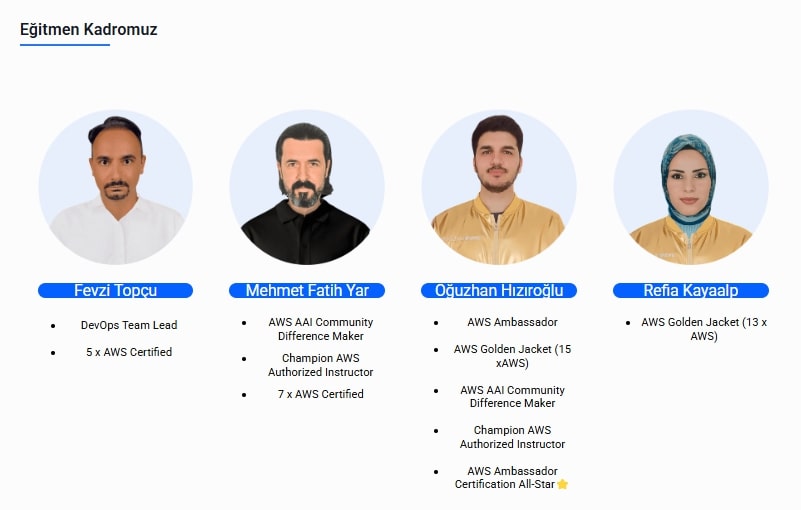 Eğitmen Kadromuz
Fevzi Topçu
DevOps Team Lead
5 x AWS Certified
Mehmet Fatih Yar
AWS AAI Community
Difference Maker
Champion AWS
Authorized Instructor
7 x AWS Certified
Oğuzhan Hızıroğlu
AWS Ambassador
AWS Golden Jacket (15
xAWS)
AWS AAI Community
Difference Maker
Champion AWS
Authorized Instructor
AWS Ambassador
Certification All-Star⭐
Refia Kayaalp
AWS Golden Jacket (13 x
AWS)